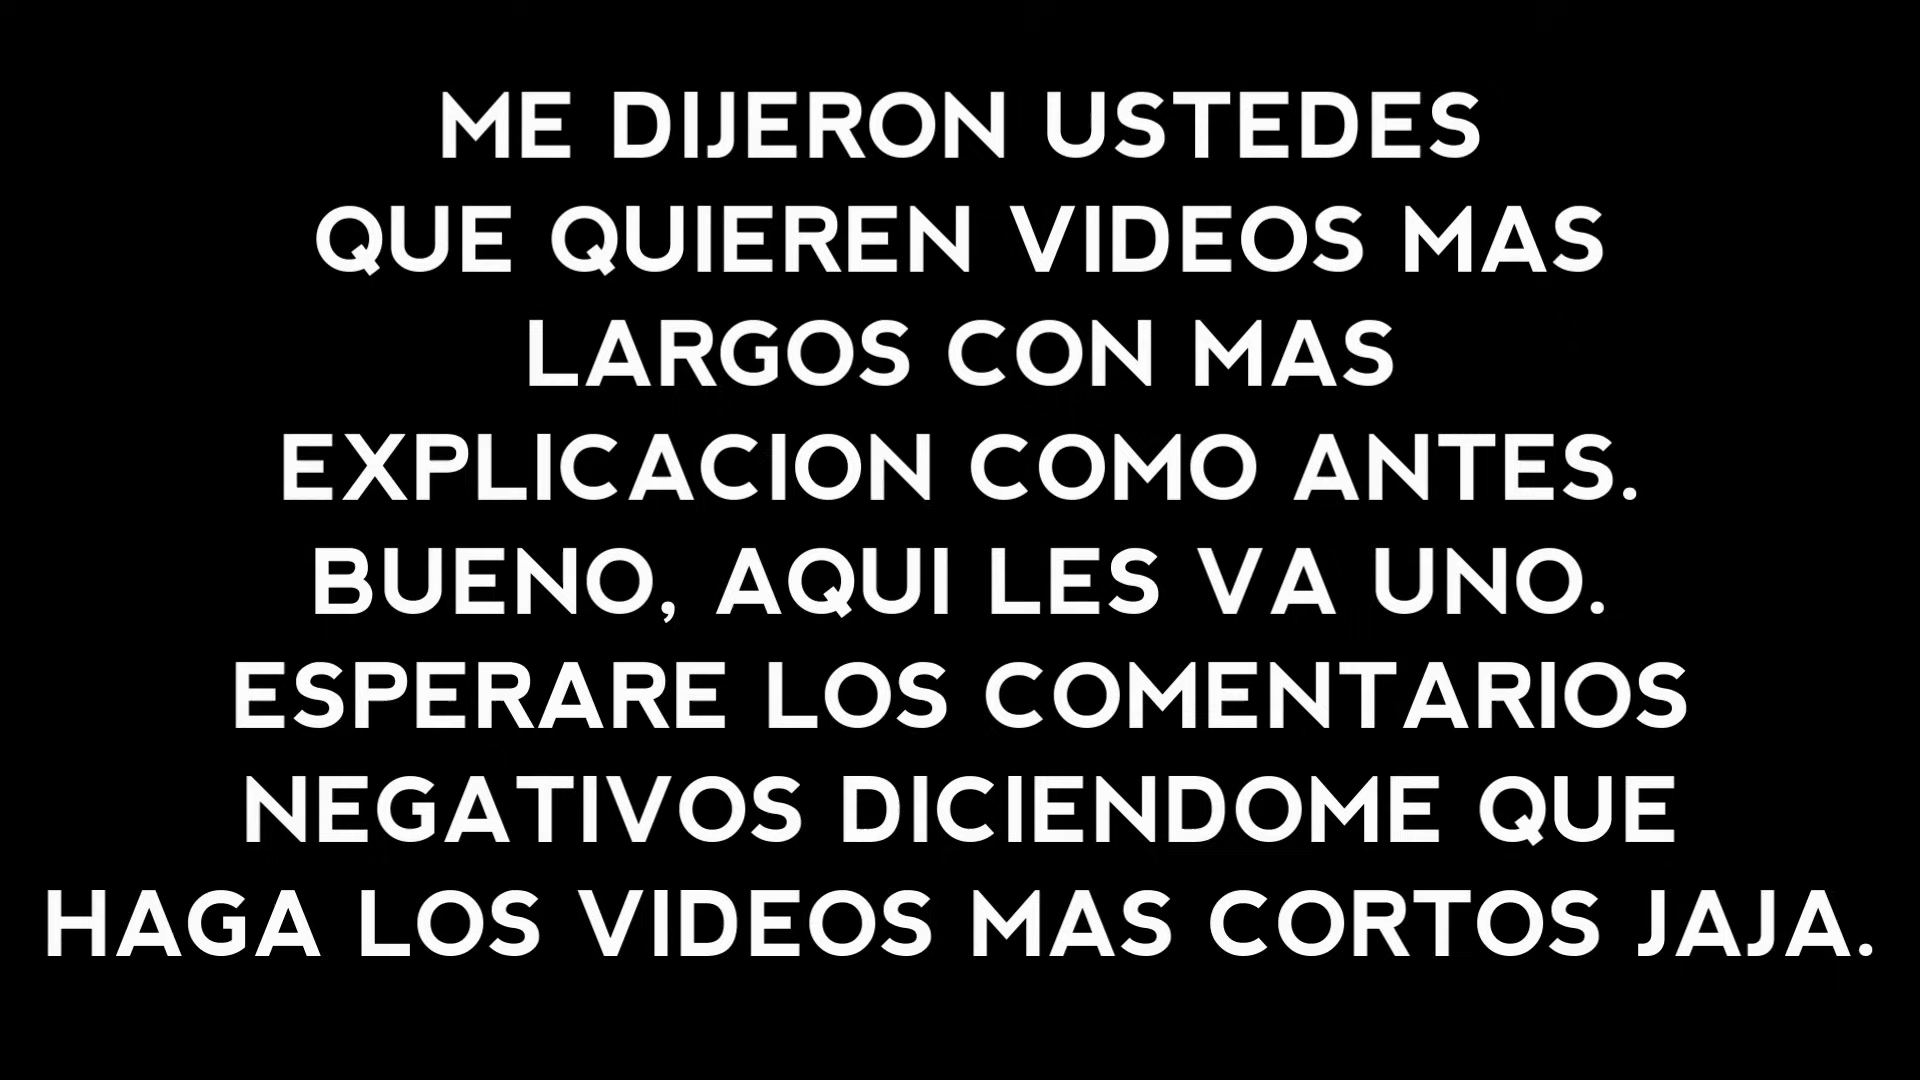 ME DIJERON USTEDES
QUE QUIEREN VIDEOS MAS
LARGOS CON MAS
EXPLICACION COMO ANTES.
BUENO, AQUI LES VA UNO.
ESPERARE LOS COMENTARIOS
NEGATIVOS DICIENDOME QUE
HAGA LOS VIDEOS MAS CORTOS JAJA.